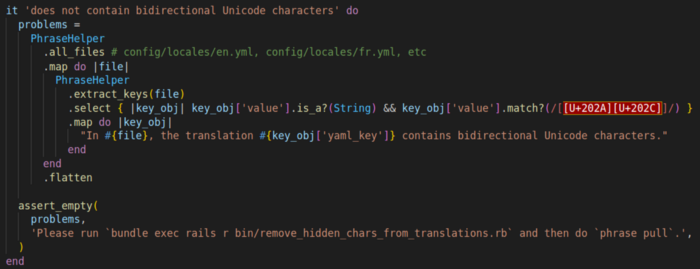 it 'does not contain bidirectional Unicode characters' do
  problems =
    PhraseHelper
      .all_files # config/locales/en.yml, config/locales/fr.yml, etc
      .map do |file|
        PhraseHelper
          .extract_keys(file)
          .select { |key_obj| key_obj['value'].is_a?(String) && key_obj['value'].match?(/[[U+202A][U+202C]]/) }
          .map do |key_obj|
            "In #{file}, the translation #{key_obj['yaml_key']} contains bidirectional Unicode characters."
          end
      end
      .flatten

  assert_empty(
    problems,
    'Please run `bundle exec rails r bin/remove_hidden_chars_from_translations.rb` and then do `phrase pull`.',
  )
end